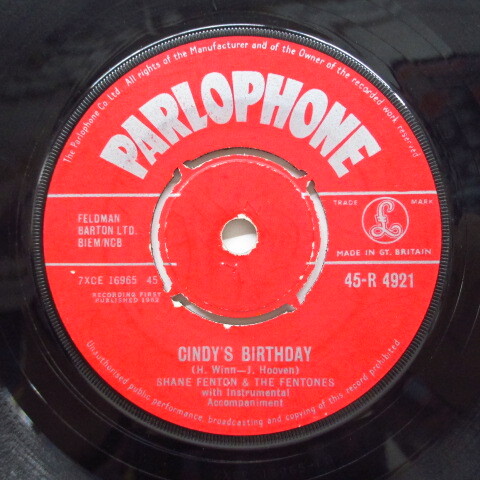 The Parlophone Co Ltd. All rights of the Manufacturer and of the Owner of the recorded work reserved
PARLOPHONE
TRADE MARK
£
FELDMAN
BARTON LTD.
BIEM/NCB
MADE IN GT. BRITAIN
7XCE 16965 45
45-R 4921
RECORDING FIRST
PUBLISHED 1962
CINDY'S BIRTHDAY
(H. Winn—J. Hooven)
SHANE FENTON & THE FENTONES
with Instrumental
Accompaniment
Unauthorised public performance, broadcasting and copying of this record prohibited